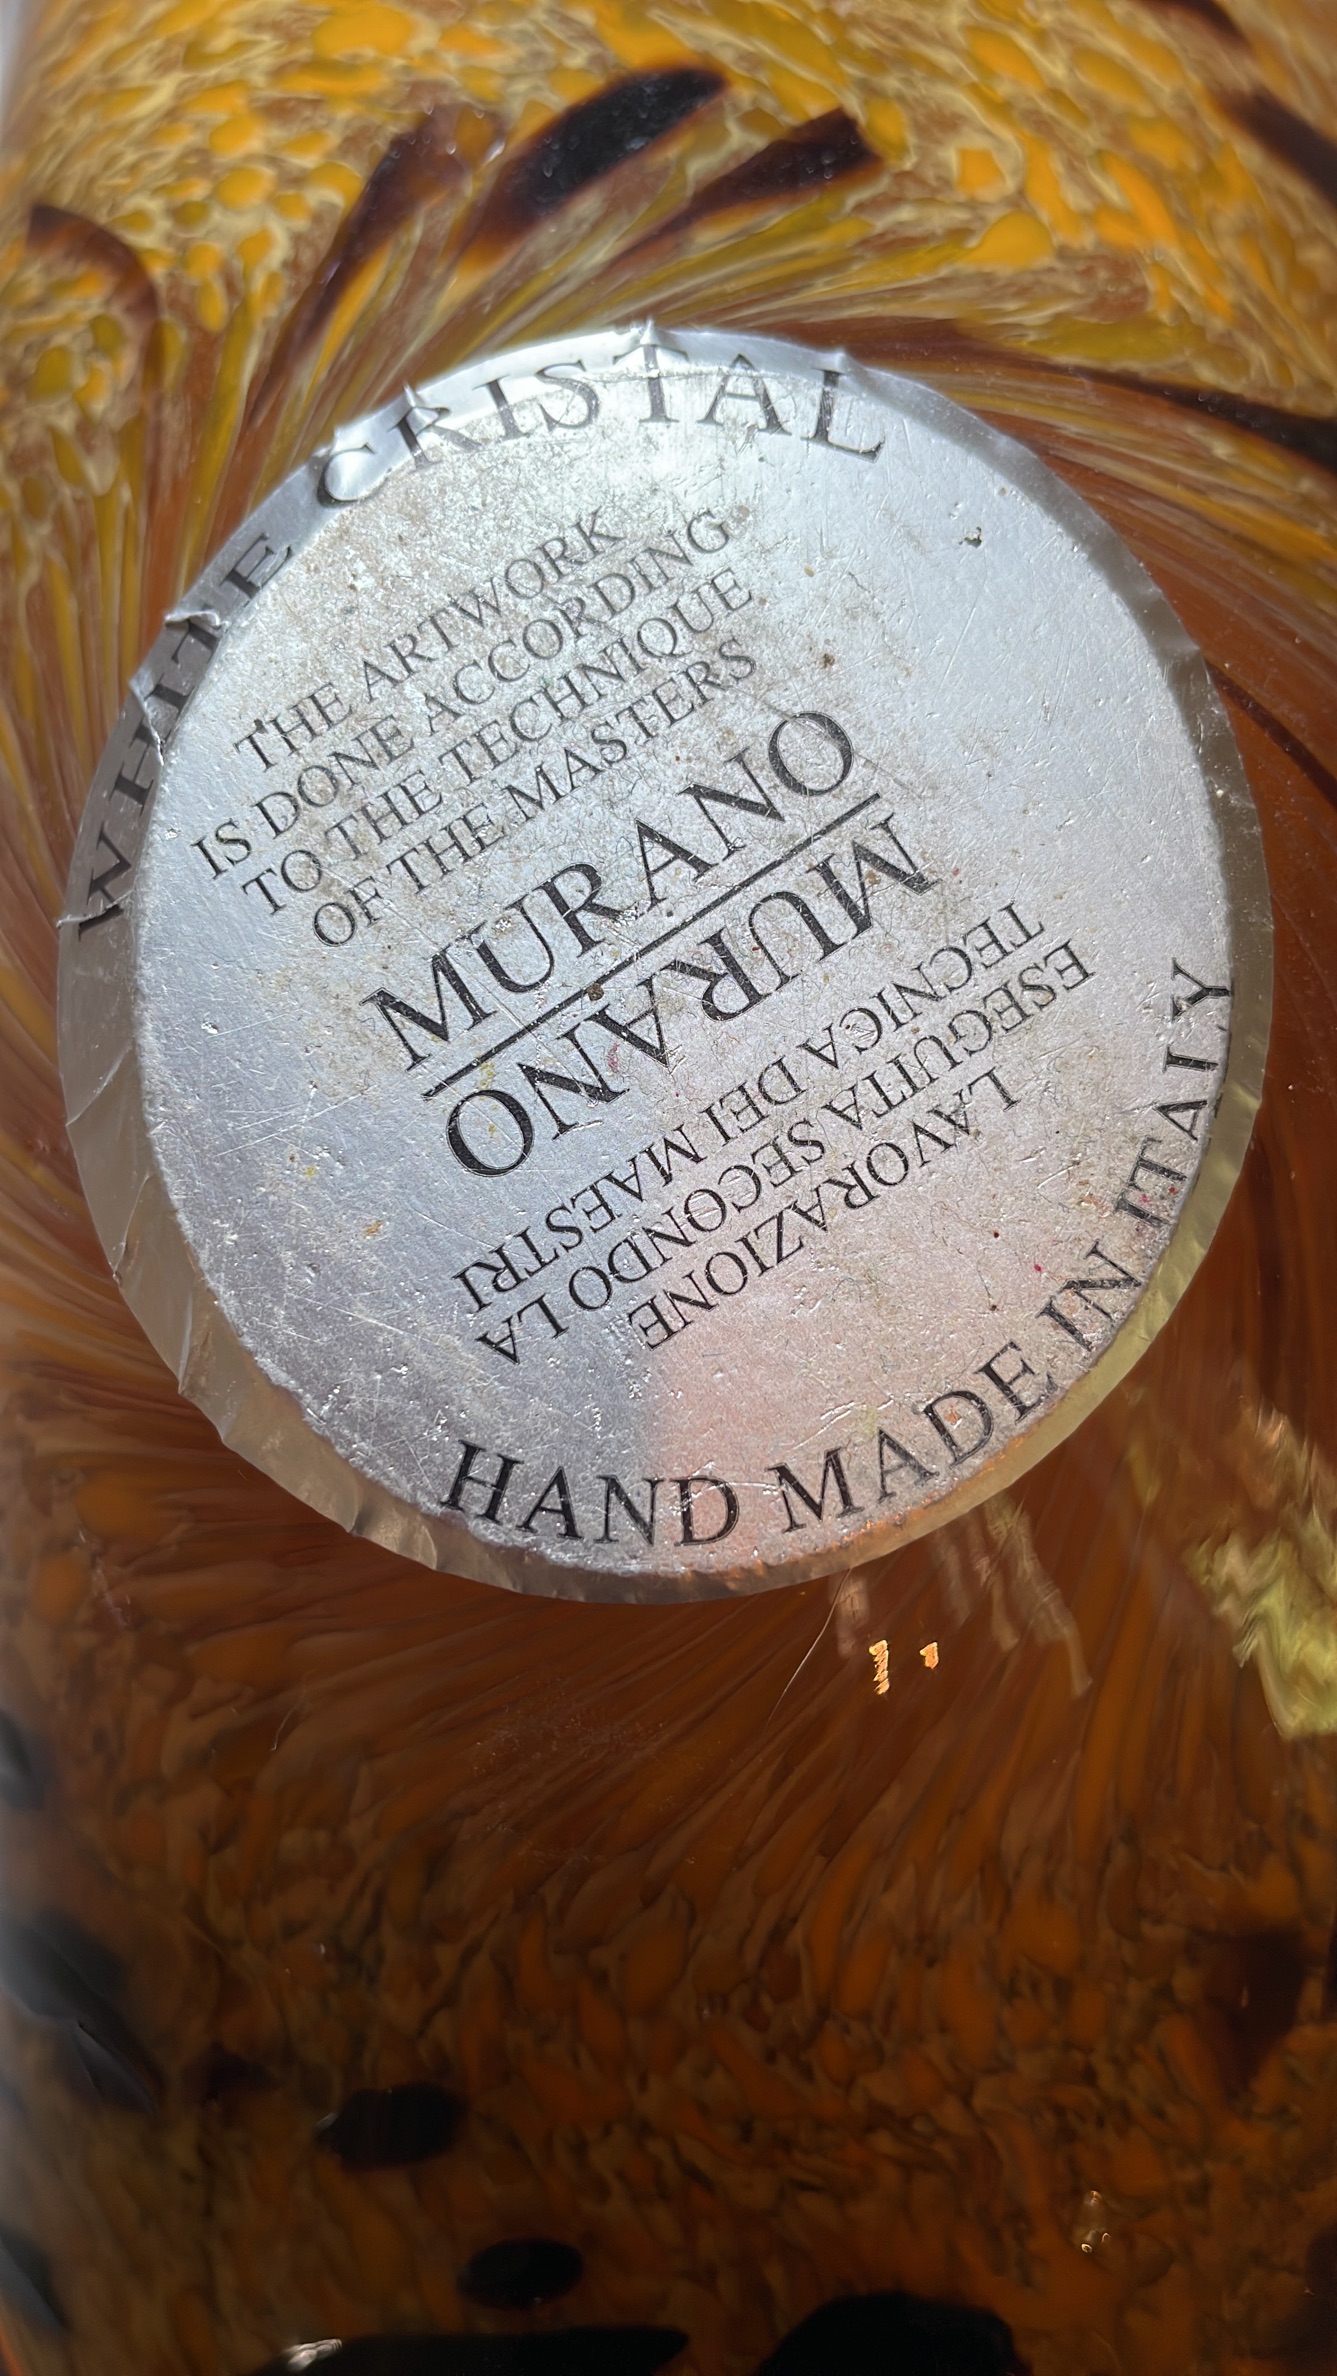 WHITE CRISTAL
THE ARTWORK
IS DONE ACCORDING
TO THE TECHNIQUE
OF THE MASTERS
MURANO
MURANO
LAVORAZIONE
ESEGUITA SECONDO LA
TECNICA DEI MAESTRI
HAND MADE IN ITALY